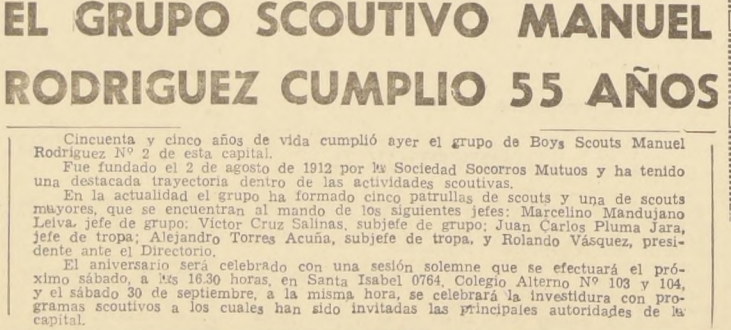 EL GRUPO SCOUTIVO MANUEL
RODRIGUEZ CUMPLIO 55 AÑOS
Cincuenta y cinco años de vida cumplió ayer el grupo de Boys Scouts Manuel
Rodríguez Nº 2 de esta capital.
Fue fundado el 2 de agosto de 1912 por la Sociedad Socorros Mutuos y ha tenido
una destacada trayectoria dentro de las actividades scoutivas.
En la actualidad el grupo ha formado cinco patrullas de scouts y una de scouts
mayores, que se encuentran al mando de los siguientes jefes: Marcelino Mandujano
Leiva, jefe de grupo; Víctor Cruz Salinas, subjefe de grupo; Juan Carlos Pluma Jara,
jefe de tropa; Alejandro Torres Acuña, subjefe de tropa, y Rolando Vásquez, presi-
dente ante el Directorio.
El aniversario será celebrado con una sesión solemne que se efectuará el pró-
ximo sábado, a las 16.30 horas, en Santa Isabel 0764, Colegio Alterno Nº 103 y 104,
y el sábado 30 de septiembre, a la misma hora, se celebrará la investidura con pro-
gramas scoutivos a los cuales han sido invitadas las principales autoridades de la
capital.